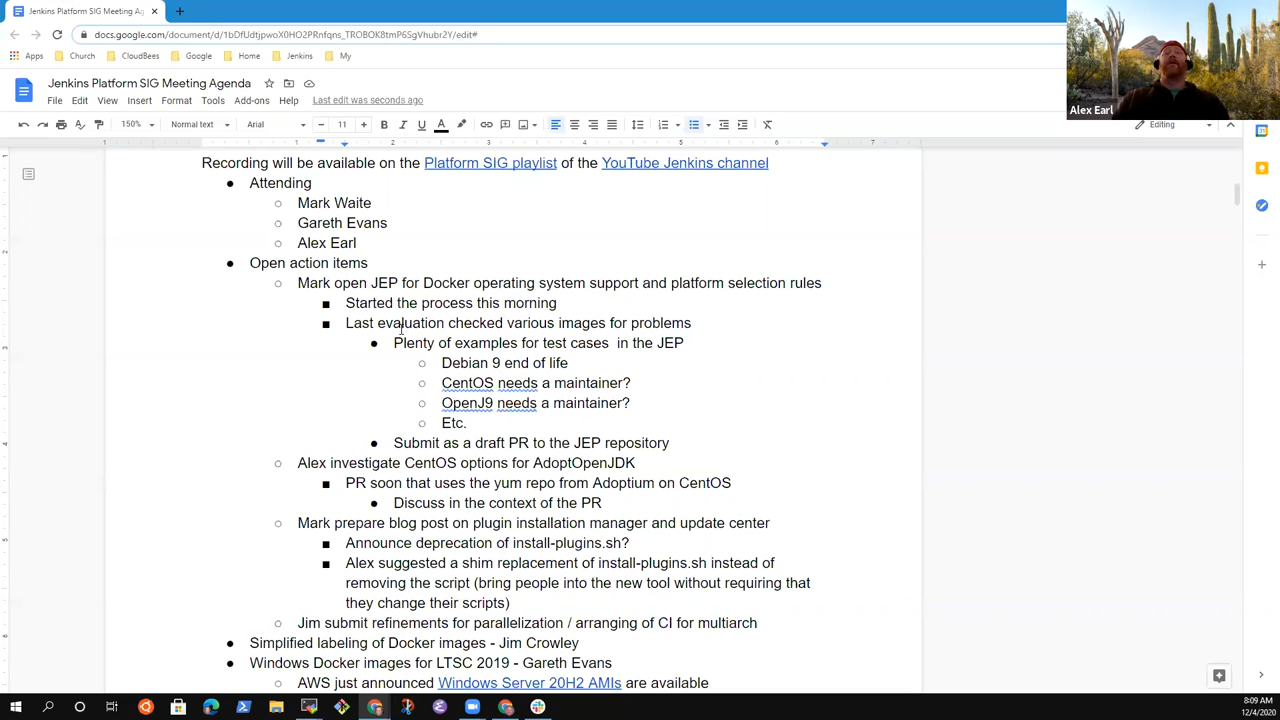 Jenkins Platform SIG Meeting Ag
docs.google.com/document/d/1bDfUdtjpwoX0HO2PRnfqns_TROBOK8tmP6SgVhubr2Y/edit#
Apps Church CloudBees Google Home Jenkins My
Alex Earl
Jenkins Platform SIG Meeting Agenda
File Edit View Insert Format Tools Add-ons Help Last edit was seconds ago
150% Normal text Arial 11 Editing
Recording will be available on the Platform SIG playlist of the YouTube Jenkins channel
Attending
Mark Waite
Gareth Evans
Alex Earl
Open action items
Mark open JEP for Docker operating system support and platform selection rules
Started the process this morning
Last evaluation checked various images for problems
Plenty of examples for test cases in the JEP
Debian 9 end of life
CentOS needs a maintainer?
OpenJ9 needs a maintainer?
Etc.
Submit as a draft PR to the JEP repository
Alex investigate CentOS options for AdoptOpenJDK
PR soon that uses the yum repo from Adoptium on CentOS
Discuss in the context of the PR
Mark prepare blog post on plugin installation manager and update center
Announce deprecation of install-plugins.sh?
Alex suggested a shim replacement of install-plugins.sh instead of
removing the script (bring people into the new tool without requiring that
they change their scripts)
Jim submit refinements for parallelization / arranging of CI for multiarch
Simplified labeling of Docker images - Jim Crowley
Windows Docker images for LTSC 2019 - Gareth Evans
AWS just announced Windows Server 20H2 AMIs are available
8:09 AM
12/4/2020